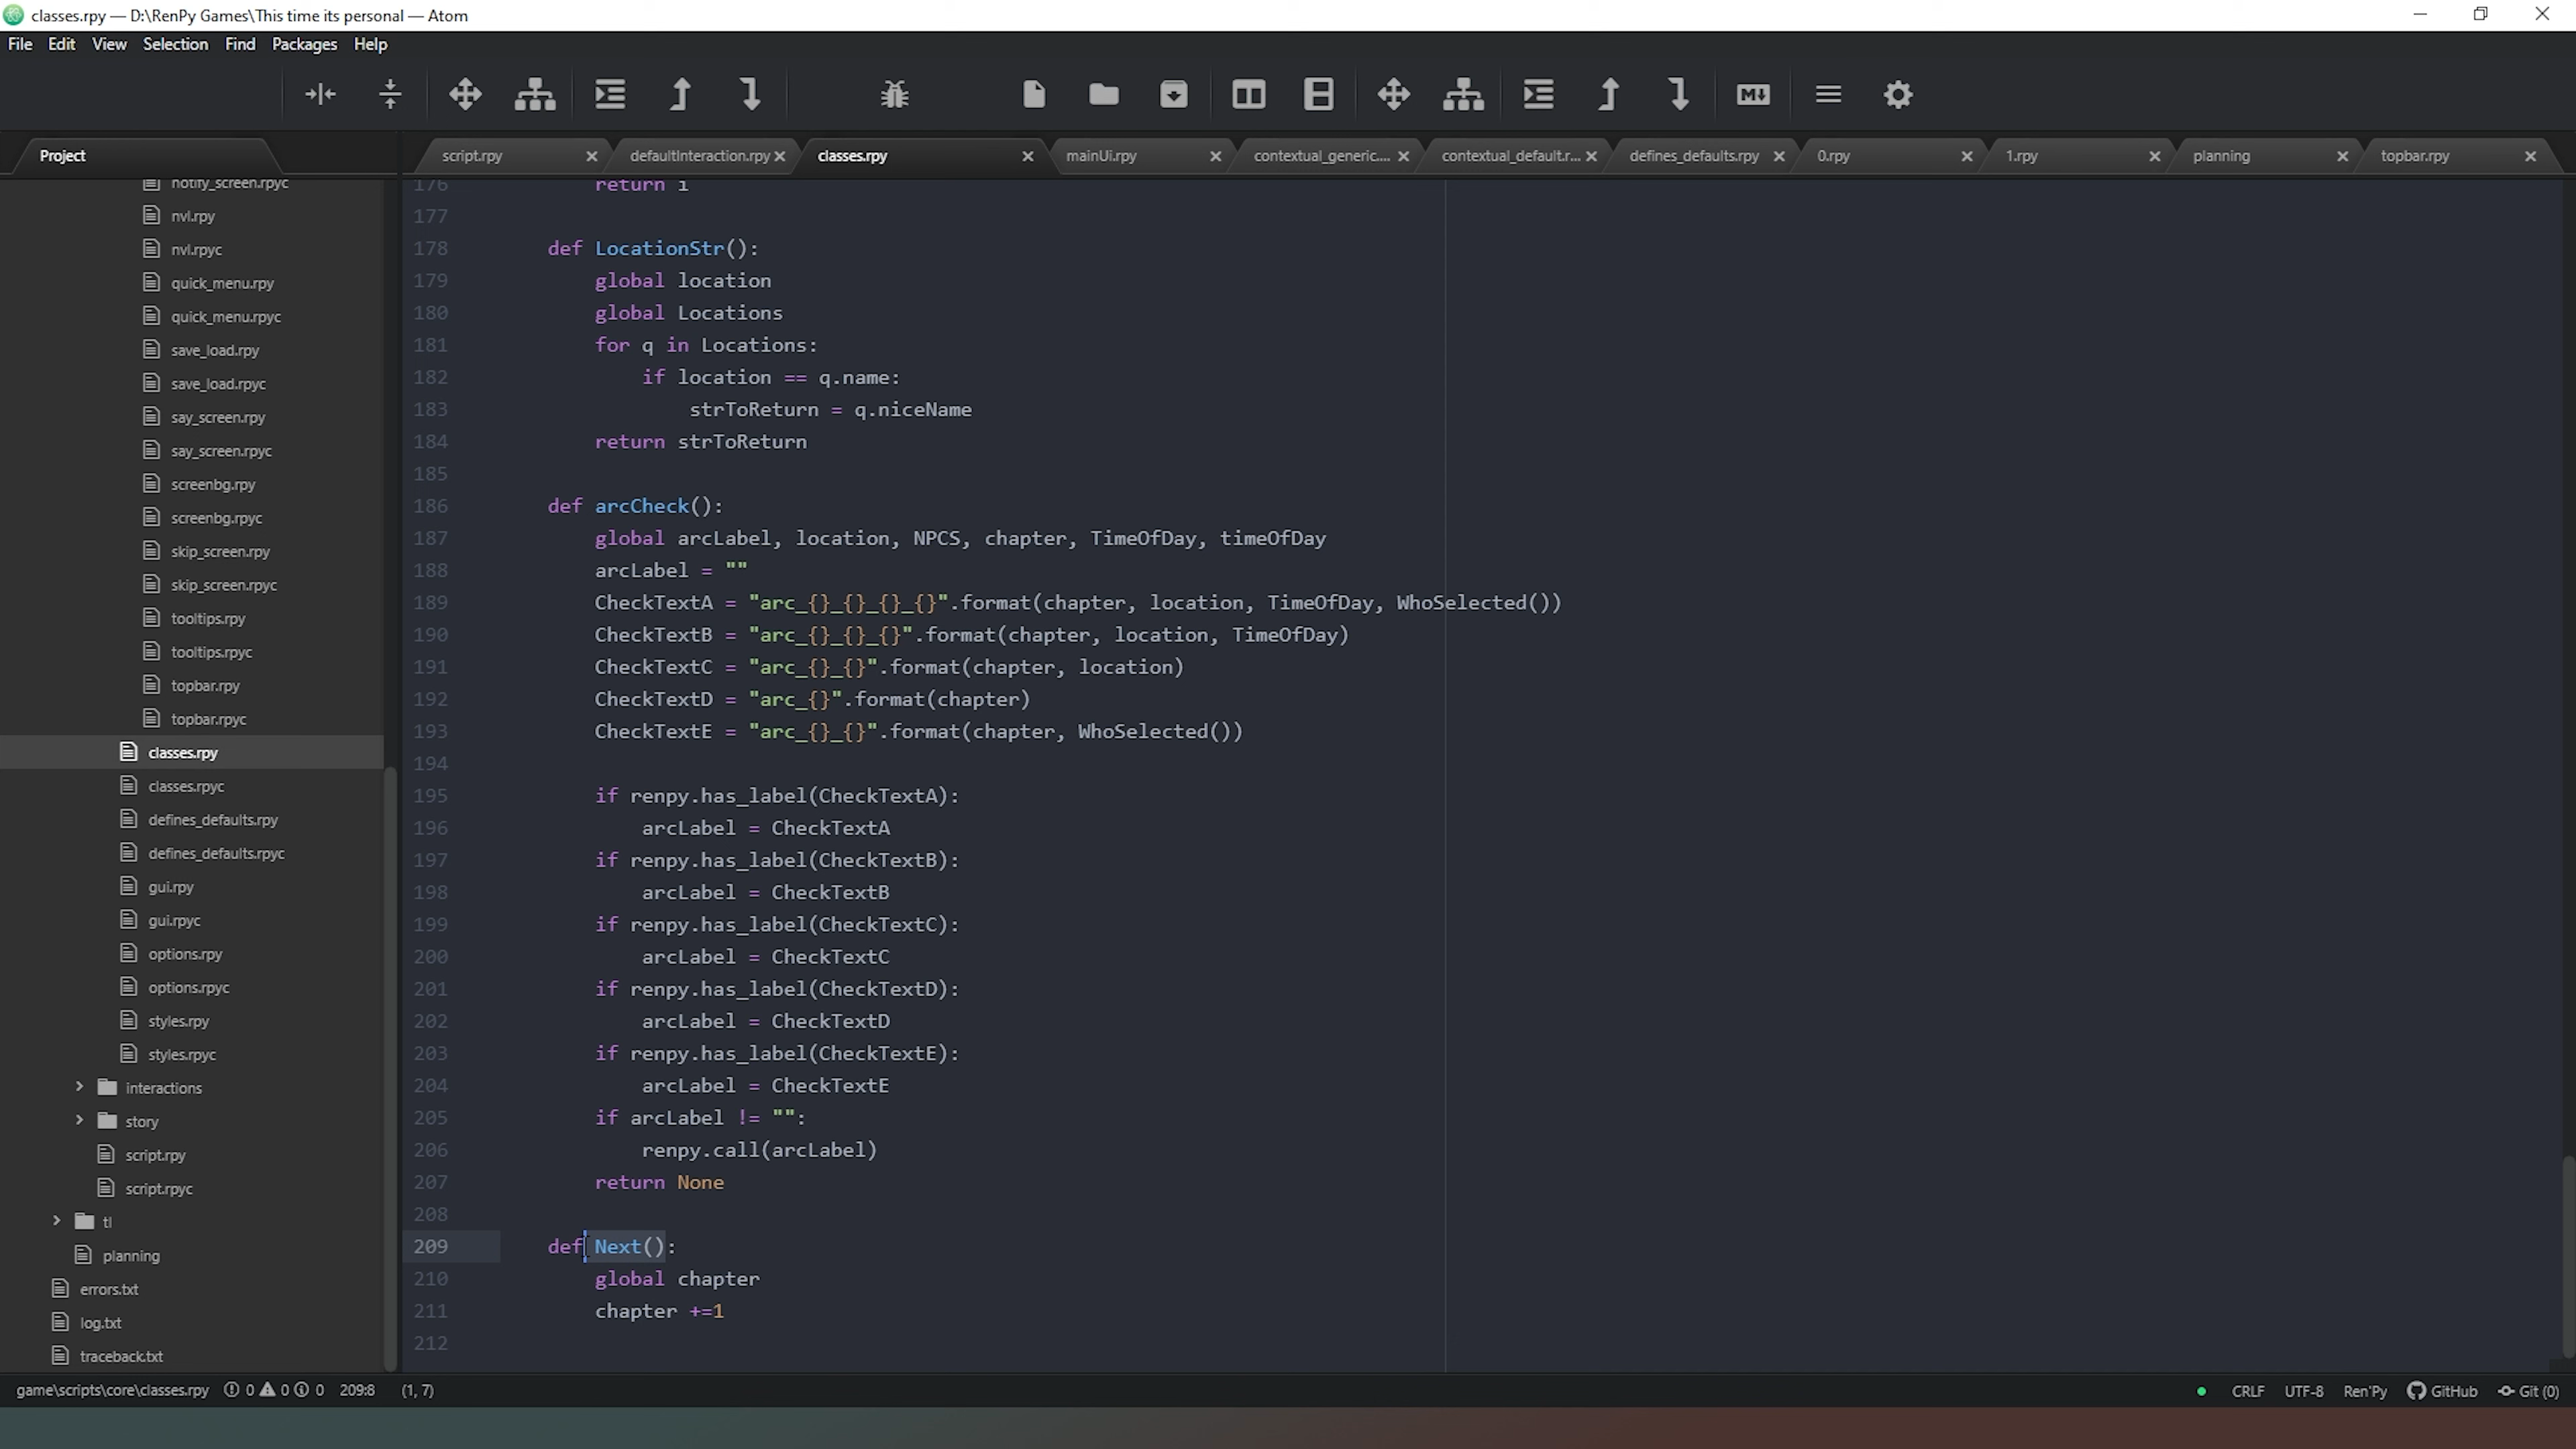 classes.rpy — D:\RenPy Games\This time its personal — Atom
File Edit View Selection Find Packages Help
Project
script.rpy defaultInteraction.rpy classes.rpy mainUi.rpy contextual_generic.... contextual_default.r... defines_defaults.rpy 0.rpy 1.rpy planning topbar.rpy
notify_screen.rpyc
nvl.rpy
nvl.rpyc
quick_menu.rpy
quick_menu.rpyc
save_load.rpy
save_load.rpyc
say_screen.rpy
say_screen.rpyc
screenbg.rpy
screenbg.rpyc
skip_screen.rpy
skip_screen.rpyc
tooltips.rpy
tooltips.rpyc
topbar.rpy
topbar.rpyc
classes.rpy
classes.rpyc
defines_defaults.rpy
defines_defaults.rpyc
gui.rpy
gui.rpyc
options.rpy
options.rpyc
styles.rpy
styles.rpyc
interactions
story
script.rpy
script.rpyc
tl
planning
errors.txt
log.txt
traceback.txt
176 return i
177
178 def LocationStr():
179 global location
180 global Locations
181 for q in Locations:
182 if location == q.name:
183 strToReturn = q.niceName
184 return strToReturn
185
186 def arcCheck():
187 global arcLabel, location, NPCS, chapter, TimeOfDay, timeOfDay
188 arcLabel = ""
189 CheckTextA = "arc_{}_{}_{}_{}".format(chapter, location, TimeOfDay, WhoSelected())
190 CheckTextB = "arc_{}_{}_{}".format(chapter, location, TimeOfDay)
191 CheckTextC = "arc_{}_{}".format(chapter, location)
192 CheckTextD = "arc_{}".format(chapter)
193 CheckTextE = "arc_{}_{}".format(chapter, WhoSelected())
194
195 if renpy.has_label(CheckTextA):
196 arcLabel = CheckTextA
197 if renpy.has_label(CheckTextB):
198 arcLabel = CheckTextB
199 if renpy.has_label(CheckTextC):
200 arcLabel = CheckTextC
201 if renpy.has_label(CheckTextD):
202 arcLabel = CheckTextD
203 if renpy.has_label(CheckTextE):
204 arcLabel = CheckTextE
205 if arcLabel != "":
206 renpy.call(arcLabel)
207 return None
208
209 def Next():
210 global chapter
211 chapter +=1
212
game\scripts\core\classes.rpy 0 0 0 209:8 (1, 7) CRLF UTF-8 Ren'Py GitHub Git (0)